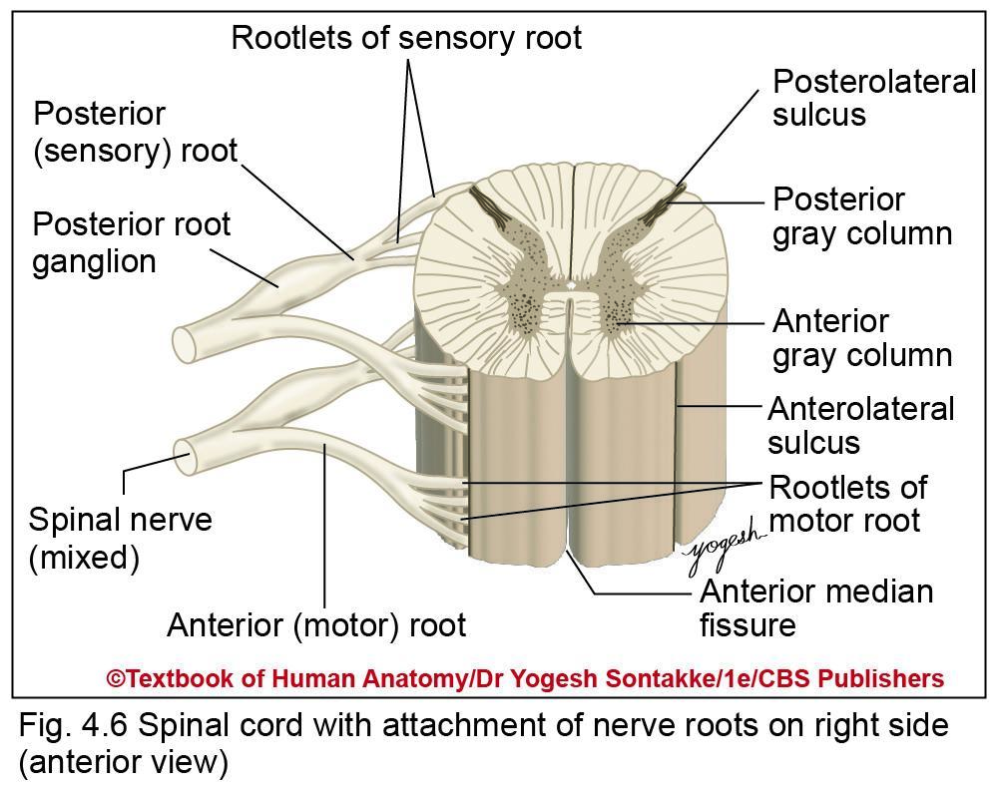 Rootlets of sensory root
Posterolateral
sulcus
Posterior
(sensory) root
Posterior
gray column
Posterior root
ganglion
Anterior
gray column
Anterolateral
sulcus
Rootlets of
motor root
Spinal nerve
(mixed)
yogesh
Anterior median
fissure
Anterior (motor) root
©Textbook of Human Anatomy/Dr Yogesh Sontakke/1e/CBS Publishers
Fig. 4.6 Spinal cord with attachment of nerve roots on right side
(anterior view)